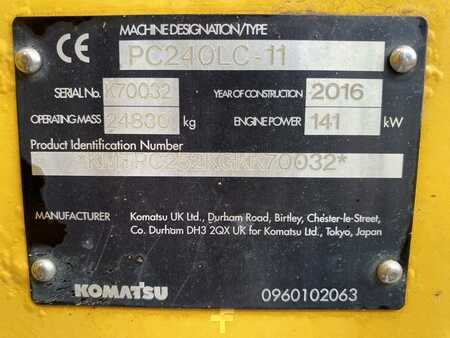 CE
MACHINE DESIGNATION/TYPE
PC240LC-11
SERIAL No. K70032 YEAR OF CONSTRUCTION 2016
OPERATING MASS 24830 kg ENGINE POWER 141 kW
Product Identification Number
MANUFACTURER Komatsu UK Ltd., Durham Road, Birtley, Chester-le-Street,
Co. Durham DH3 2QX UK for Komatsu Ltd., Tokyo, Japan
KOMATSU 0960102063